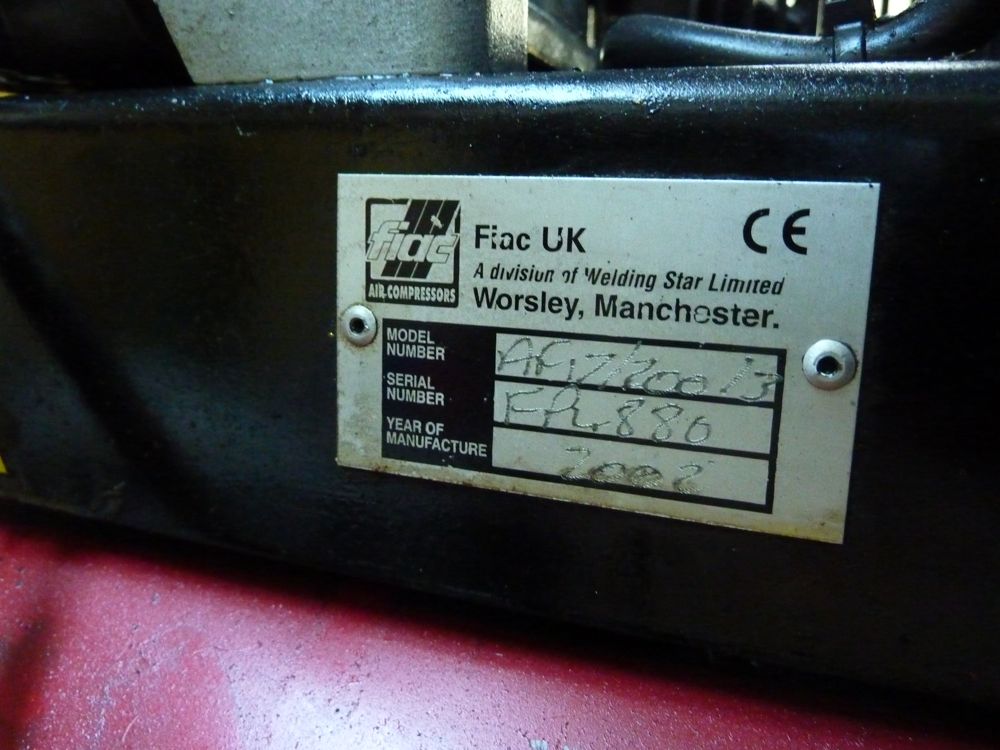 fiac
AIR COMPRESSORS
Fiac UK
CE
A division of Welding Star Limited
Worsley, Manchester.
MODEL
NUMBER
SERIAL
NUMBER
880
YEAR OF
MANUFACTURE
2002